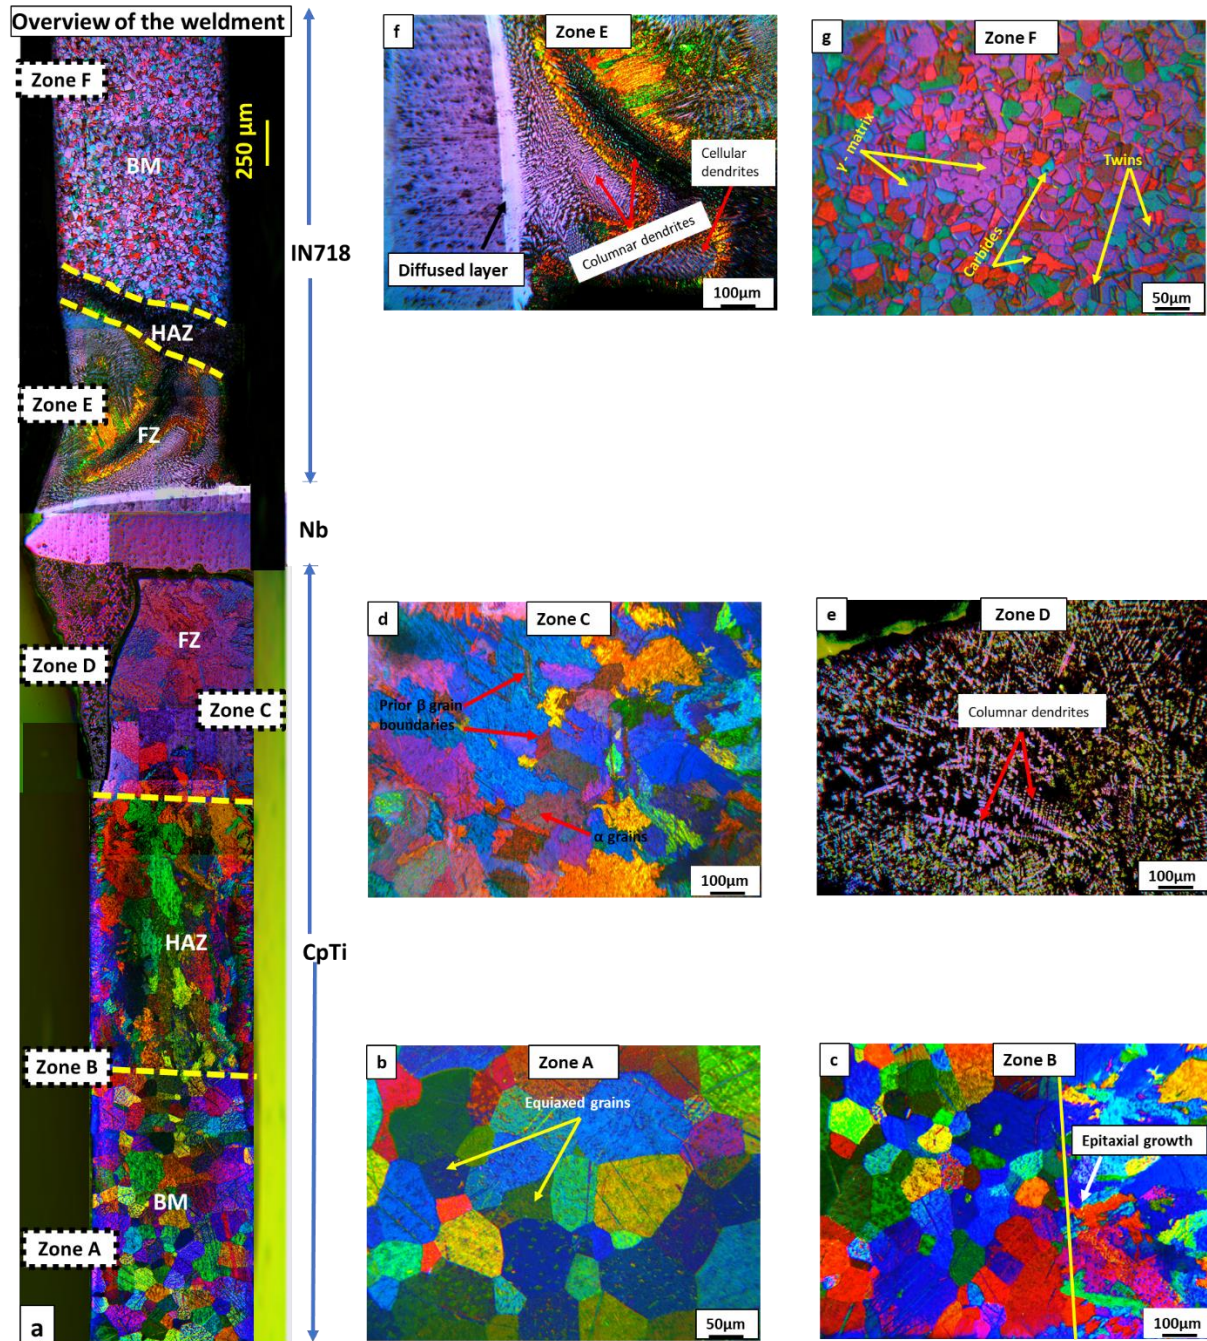 Overview of the weldment
Zone F
BM
250 µm
IN718
HAZ
Zone E
FZ
Nb
FZ
Zone D
Zone C
HAZ
CpTi
Zone B
BM
Zone A
a
f
Zone E
Cellular
dendrites
Columnar dendrites
Diffused layer
100µm
g
Zone F
γ - matrix
Twins
Carbides
50µm
d
Zone C
Prior β grain
boundaries
α grains
100µm
e
Zone D
Columnar dendrites
100µm
b
Zone A
Equiaxed grains
50µm
c
Zone B
Epitaxial growth
100µm